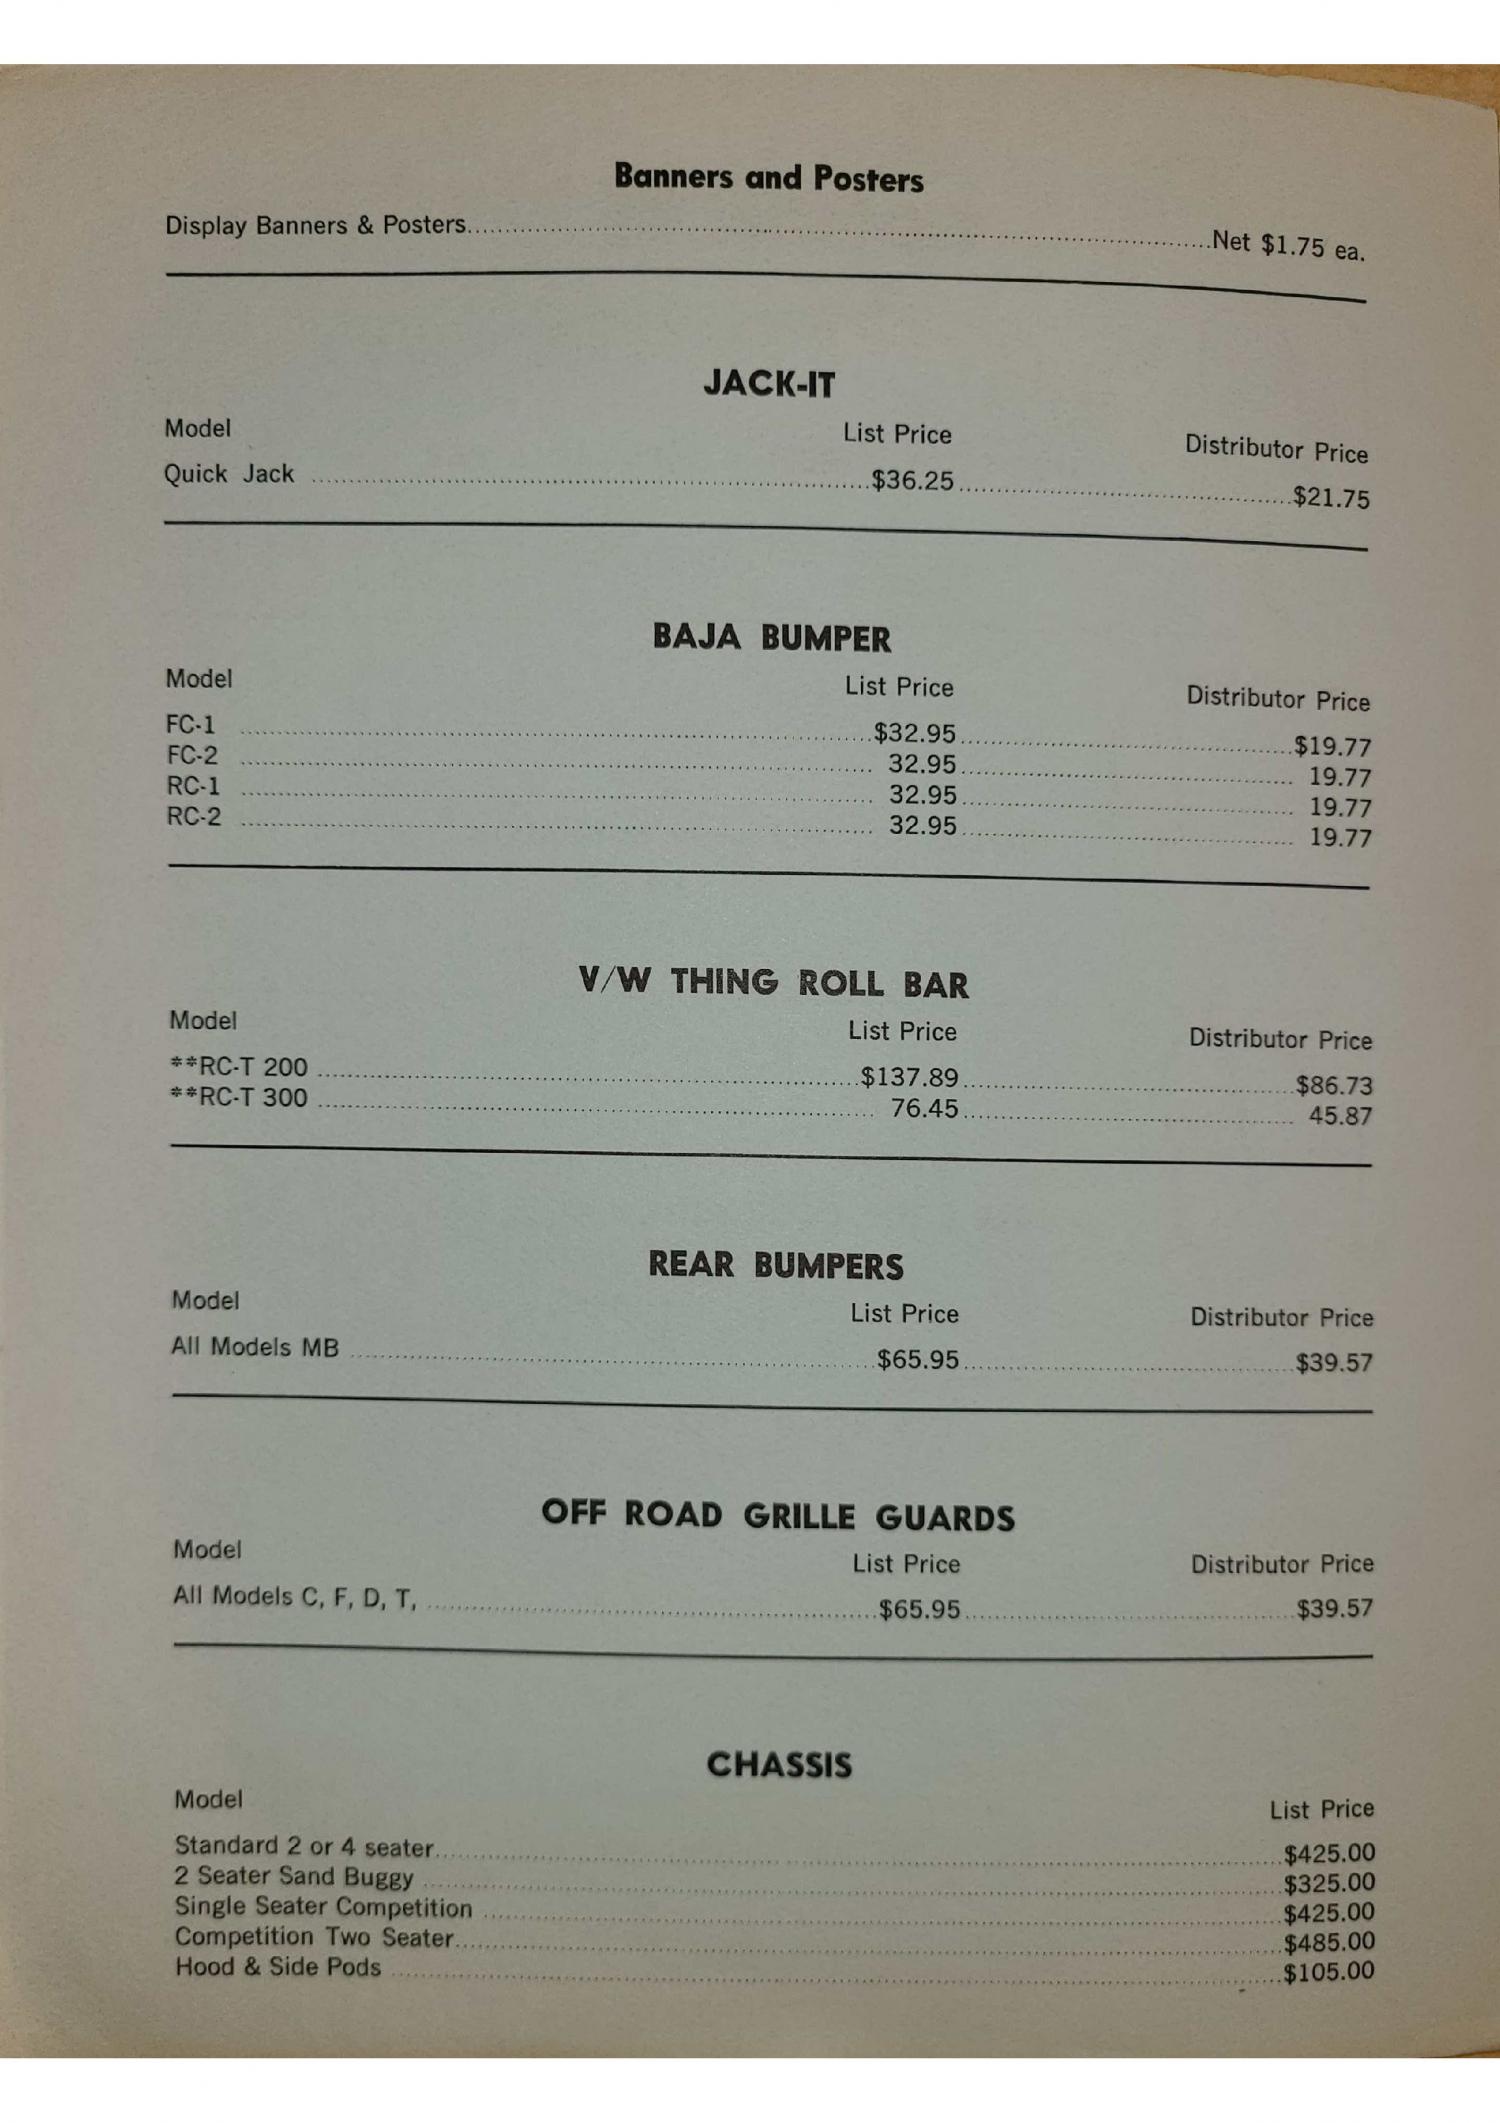 Banners and Posters
Display Banners & Posters........Net $1.75 ea.
JACK-IT
Model List Price Distributor Price
Quick Jack ........$36.25........$21.75
BAJA BUMPER
Model List Price Distributor Price
FC-1 ........$32.95........$19.77
FC-2 ........ 32.95........ 19.77
RC-1 ........ 32.95........ 19.77
RC-2 ........ 32.95........ 19.77
V/W THING ROLL BAR
Model List Price Distributor Price
**RC-T 200 ........$137.89........$86.73
**RC-T 300 ........ 76.45........ 45.87
REAR BUMPERS
Model List Price Distributor Price
All Models MB ........$65.95........$39.57
OFF ROAD GRILLE GUARDS
Model List Price Distributor Price
All Models C, F, D, T, ........$65.95........$39.57
CHASSIS
Model List Price
Standard 2 or 4 seater........$425.00
2 Seater Sand Buggy ........$325.00
Single Seater Competition ........$425.00
Competition Two Seater........$485.00
Hood & Side Pods ........$105.00